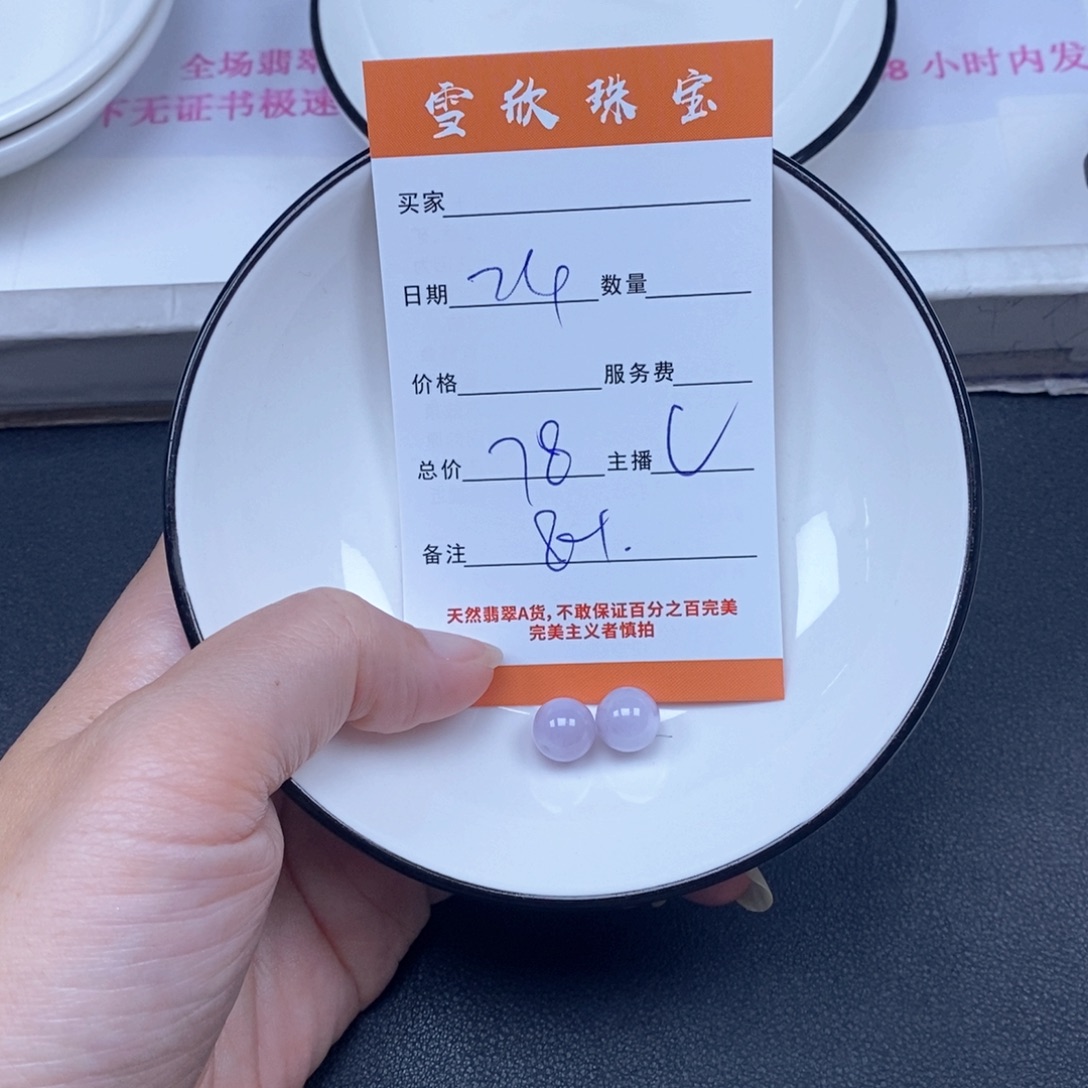 全场翡翠
下无证书极速
8 小时内发
雪欣珠宝
买家
日期 24 数量
价格 服务费
总价 78 主播
备注
天然翡翠A货,不敢保证百分之百完美
完美主义者慎拍